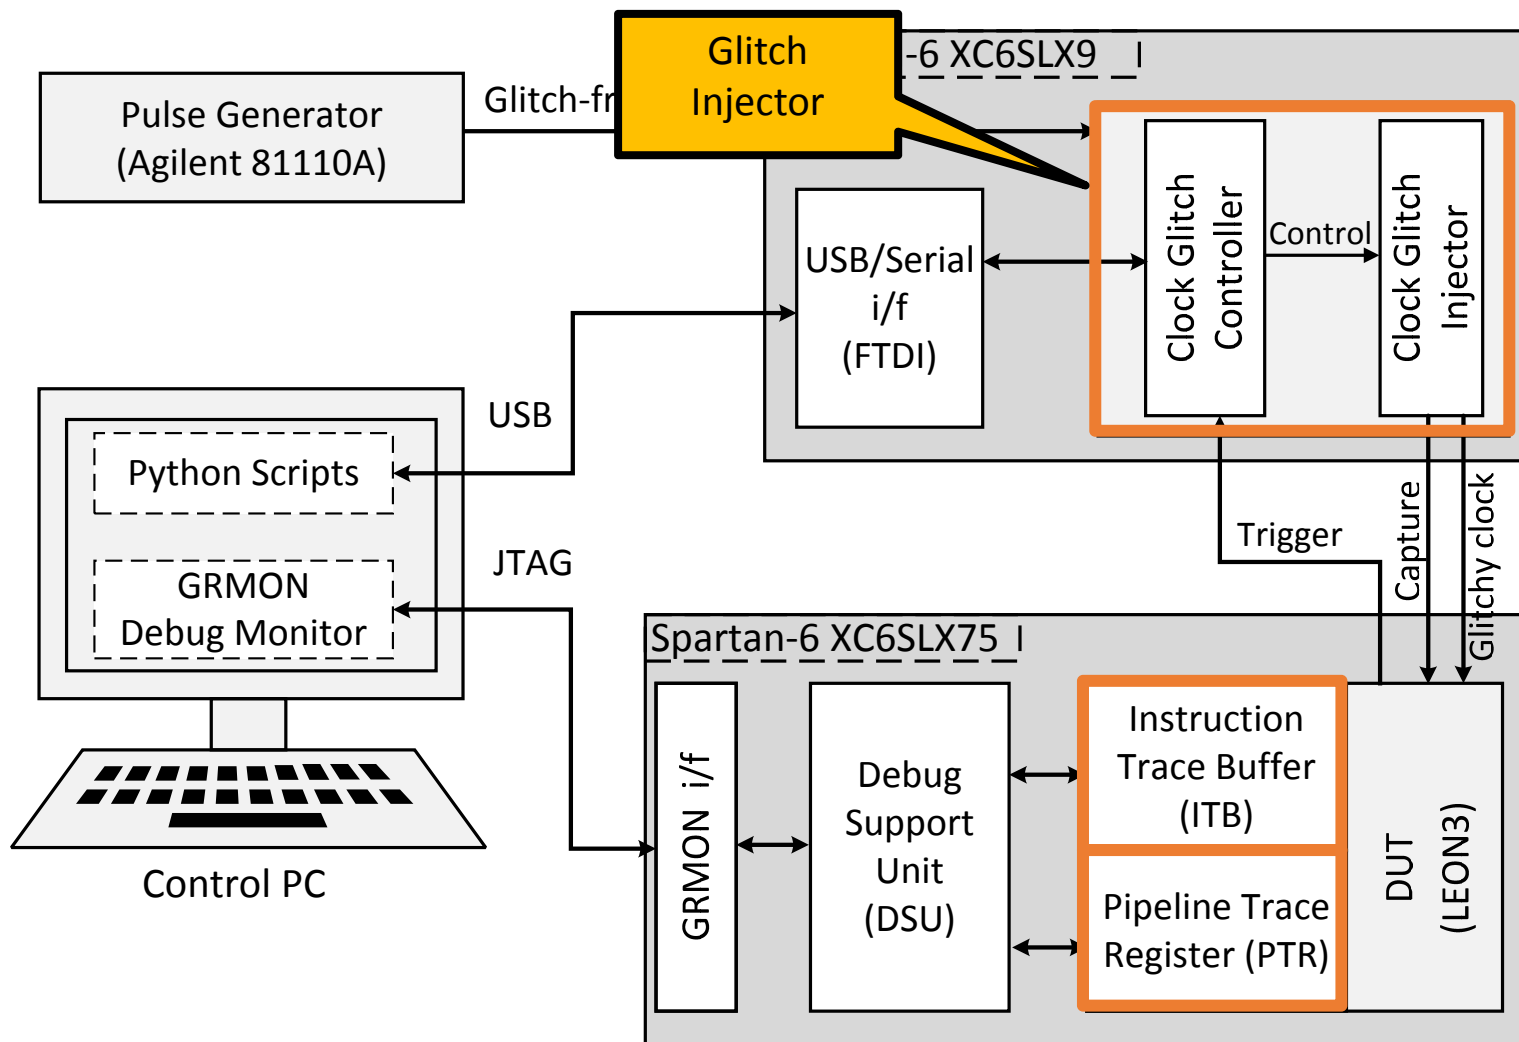 Glitch
Injector
-6 XC6SLX9
Pulse Generator
(Agilent 81110A)
Glitch-fr
USB/Serial
i/f
(FTDI)
Clock Glitch
Controller
Control
Clock Glitch
Injector
USB
Python Scripts
JTAG
GRMON
Debug Monitor
Control PC
Trigger
Capture
Glitchy clock
Spartan-6 XC6SLX75
GRMON i/f
Debug
Support
Unit
(DSU)
Instruction
Trace Buffer
(ITB)
Pipeline Trace
Register (PTR)
DUT
(LEON3)